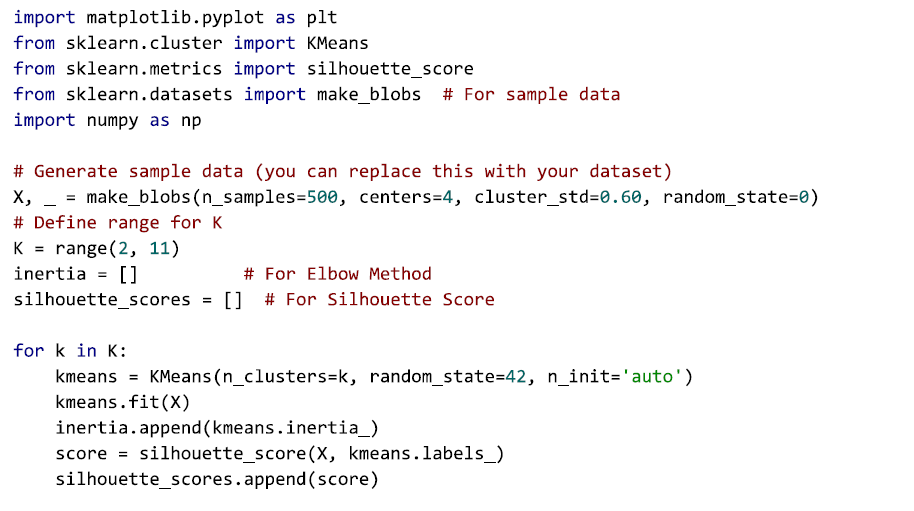 import matplotlib.pyplot as plt
from sklearn.cluster import KMeans
from sklearn.metrics import silhouette_score
from sklearn.datasets import make_blobs  # For sample data
import numpy as np

# Generate sample data (you can replace this with your dataset)
X, _ = make_blobs(n_samples=500, centers=4, cluster_std=0.60, random_state=0)
# Define range for K
K = range(2, 11)
inertia = []          # For Elbow Method
silhouette_scores = []  # For Silhouette Score

for k in K:
    kmeans = KMeans(n_clusters=k, random_state=42, n_init='auto')
    kmeans.fit(X)
    inertia.append(kmeans.inertia_)
    score = silhouette_score(X, kmeans.labels_)
    silhouette_scores.append(score)